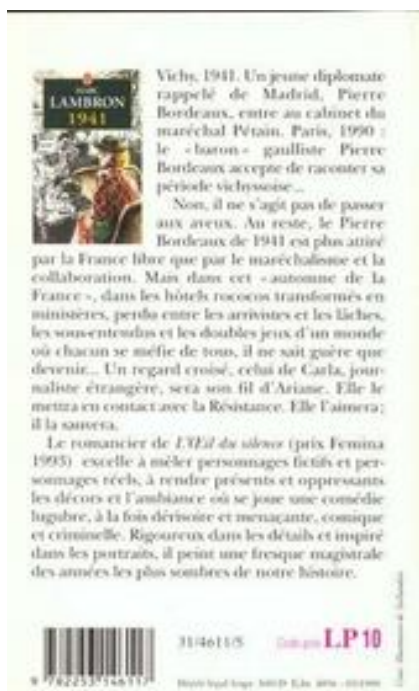 LAMBRON
1941
Vichy, 1941. Un jeune diplomate
rappelé de Madrid, Pierre
Bordeaux, entre au cabinet du
maréchal Pétain. Paris, 1990 :
le «baron» gaulliste Pierre
Bordeaux accepte de raconter sa
période vichyssoise...
Non, il ne s'agit pas de passer
aux aveux. Au reste, le Pierre
Bordeaux de 1941 est plus attiré
par la France libre que par le maréchalisme et la
collaboration. Mais dans cet «automne de la
France», dans les hôtels rococos transformés en
ministères, perdu entre les arrivistes et les lâches,
les sous-entendus et les doubles jeux d'un monde
où chacun se méfie de tous, il ne sait guère que
devenir... Un regard croisé, celui de Carla, jour-
naliste étrangère, sera son fil d'Ariane. Elle le
mettra en contact avec la Résistance. Elle l'aimera;
il la sauvera.
Le romancier de L'Œil du silence (prix Femina
1993) excelle à mêler personnages fictifs et per-
sonnages réels, à rendre présents et oppressants
les décors et l'ambiance où se joue une comédie
lugubre, à la fois dérisoire et menaçante, comique
et criminelle. Rigoureux dans les détails et inspiré
dans les portraits, il peint une fresque magistrale
des années les plus sombres de notre histoire.
31/4611/5
Code prix LP 10
9 782253 146117